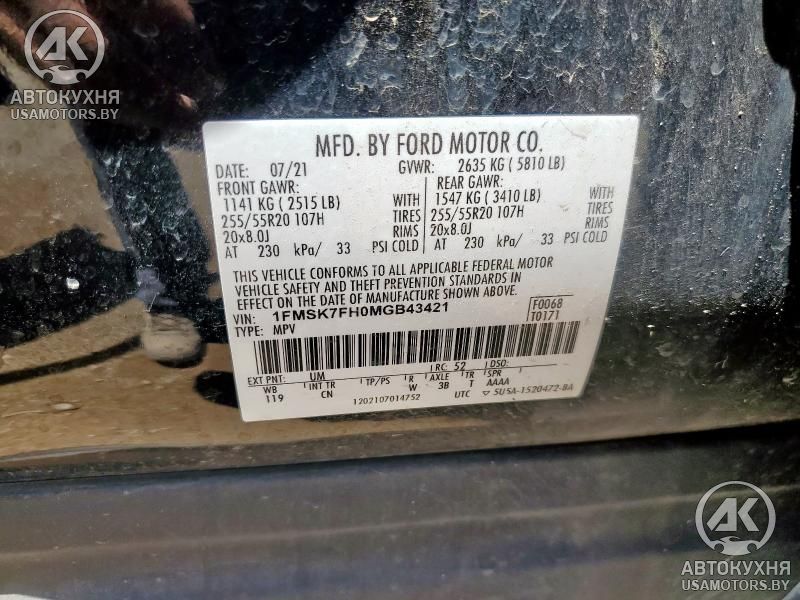 AK
АВТОКУХНЯ
USAMOTORS.BY
MFD. BY FORD MOTOR CO.
DATE: 07/21 GVWR: 2635 KG ( 5810 LB)
FRONT GAWR: REAR GAWR:
1141 KG ( 2515 LB) WITH 1547 KG ( 3410 LB) WITH
255/55R20 107H TIRES 255/55R20 107H TIRES
20x8.0J RIMS 20x8.0J RIMS
AT 230 kPa/ 33 PSI COLD AT 230 kPa/ 33 PSI COLD
THIS VEHICLE CONFORMS TO ALL APPLICABLE FEDERAL MOTOR
VEHICLE SAFETY AND THEFT PREVENTION STANDARDS IN
EFFECT ON THE DATE OF MANUFACTURE SHOWN ABOVE.
VIN: 1FMSK7FH0MGB43421 F0068
TYPE: MPV T0171
EXT PNT: UM RC: 52 DSO:
WB INT TR TP/PS R AXLE TR SPR
119 CN W 3B T AAAA
1202107014752 UTC ▽ 5U5A-1520472-BA
AK
АВТОКУХНЯ
USAMOTORS.BY